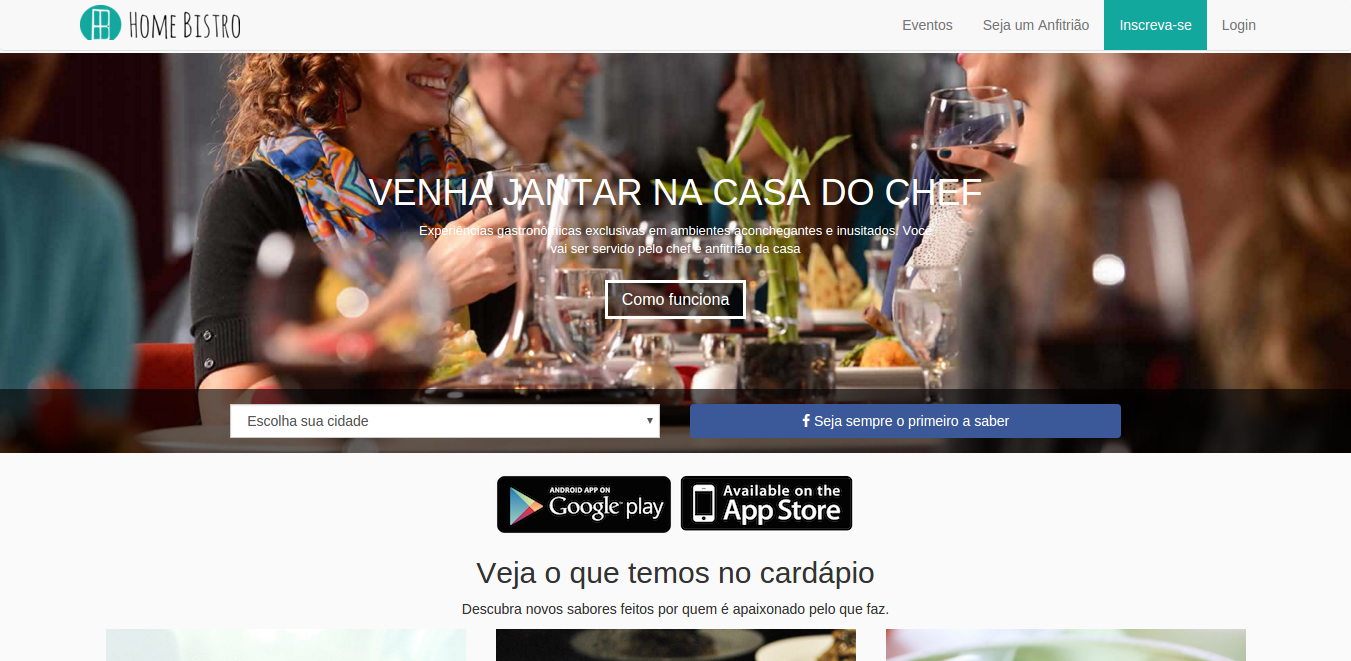 HOME BISTRO
Eventos
Seja um Anfitrião
Inscreva-se
Login
VENHA JANTAR NA CASA DO CHEF
Experiências gastronômicas exclusivas em ambientes aconchegantes e inusitados. Você
vai ser servido pelo chef e anfitrião da casa
Como funciona
Escolha sua cidade
Seja sempre o primeiro a saber
ANDROID APP ON
Google play
Available on the
App Store
Veja o que temos no cardápio
Descubra novos sabores feitos por quem é apaixonado pelo que faz.